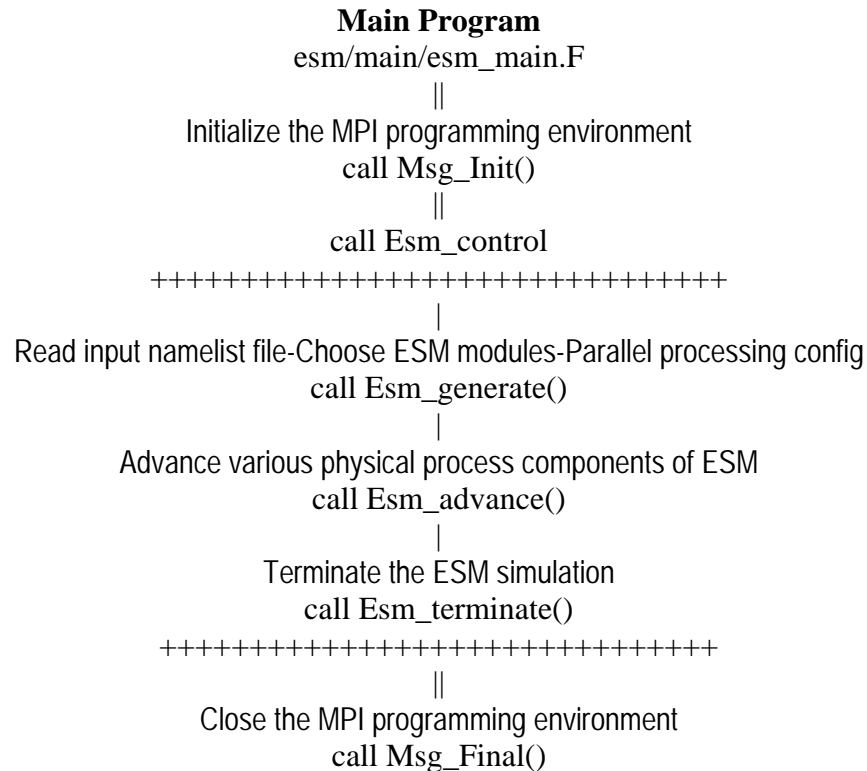 Main Program
esm/main/esm_main.F
||
Initialize the MPI programming environment
call Msg_Init()
||
call Esm_control
++++++++++++++++++++++++++++++++
|
Read input namelist file-Choose ESM modules-Parallel processing config
call Esm_generate()
|
Advance various physical process components of ESM
call Esm_advance()
|
Terminate the ESM simulation
call Esm_terminate()
+++++++++++++++++++++++++++++++
||
Close the MPI programming environment
call Msg_Final()